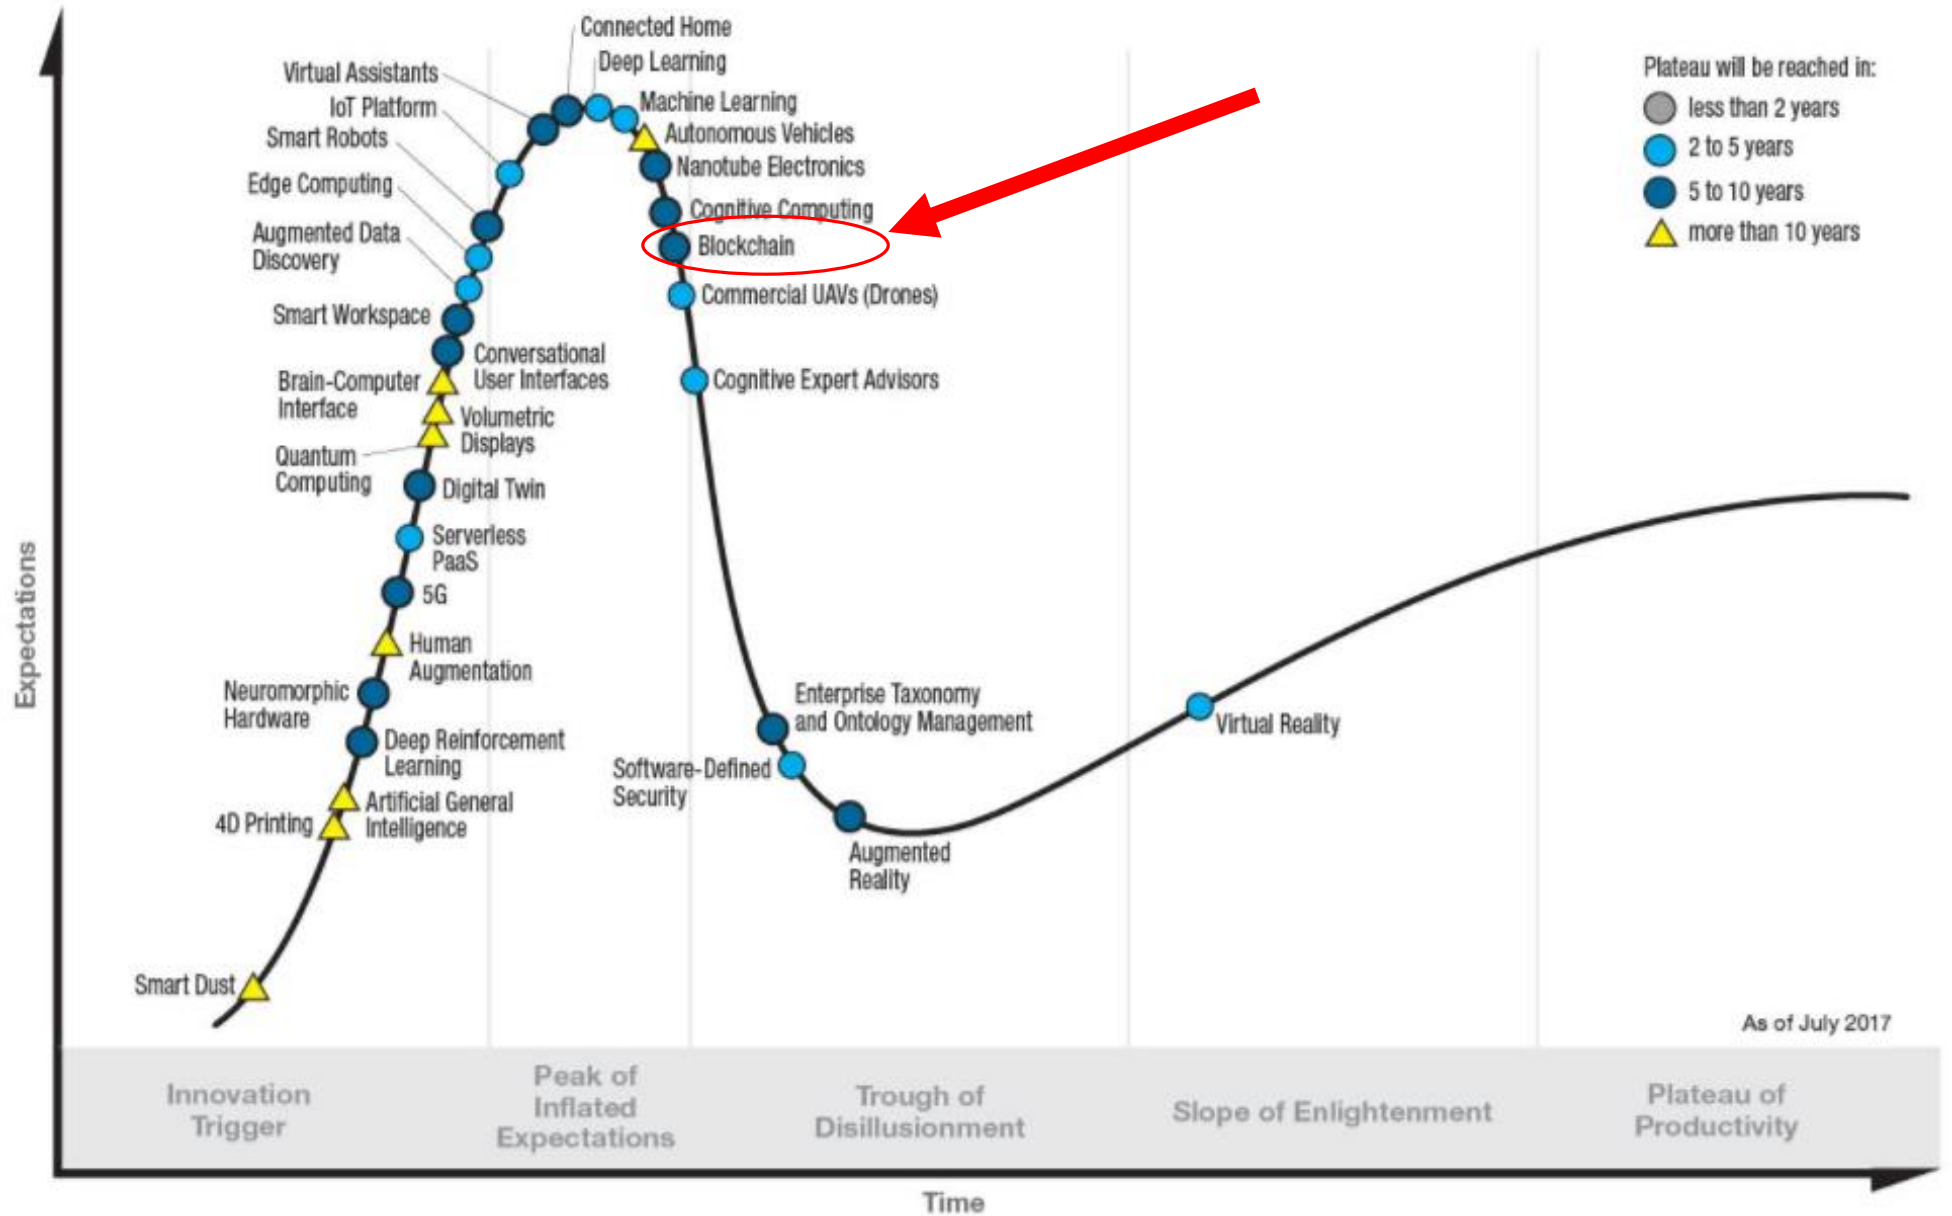 Connected Home
Deep Learning
Virtual Assistants
Machine Learning
IoT Platform
Autonomous Vehicles
Smart Robots
Nanotube Electronics
Edge Computing
Cognitive Computing
Augmented Data
Discovery
Blockchain
Commercial UAVs (Drones)
Smart Workspace
Conversational
User Interfaces
Cognitive Expert Advisors
Brain-Computer
Interface
Volumetric
Displays
Quantum
Computing
Digital Twin
Serverless
PaaS
5G
Human
Augmentation
Neuromorphic
Hardware
Deep Reinforcement
Learning
Artificial General
Intelligence
4D Printing
Smart Dust
Enterprise Taxonomy
and Ontology Management
Software-Defined
Security
Augmented
Reality
Virtual Reality
Plateau will be reached in:
less than 2 years
2 to 5 years
5 to 10 years
more than 10 years
As of July 2017
Expectations
Innovation
Trigger
Peak of
Inflated
Expectations
Trough of
Disillusionment
Slope of Enlightenment
Plateau of
Productivity
Time